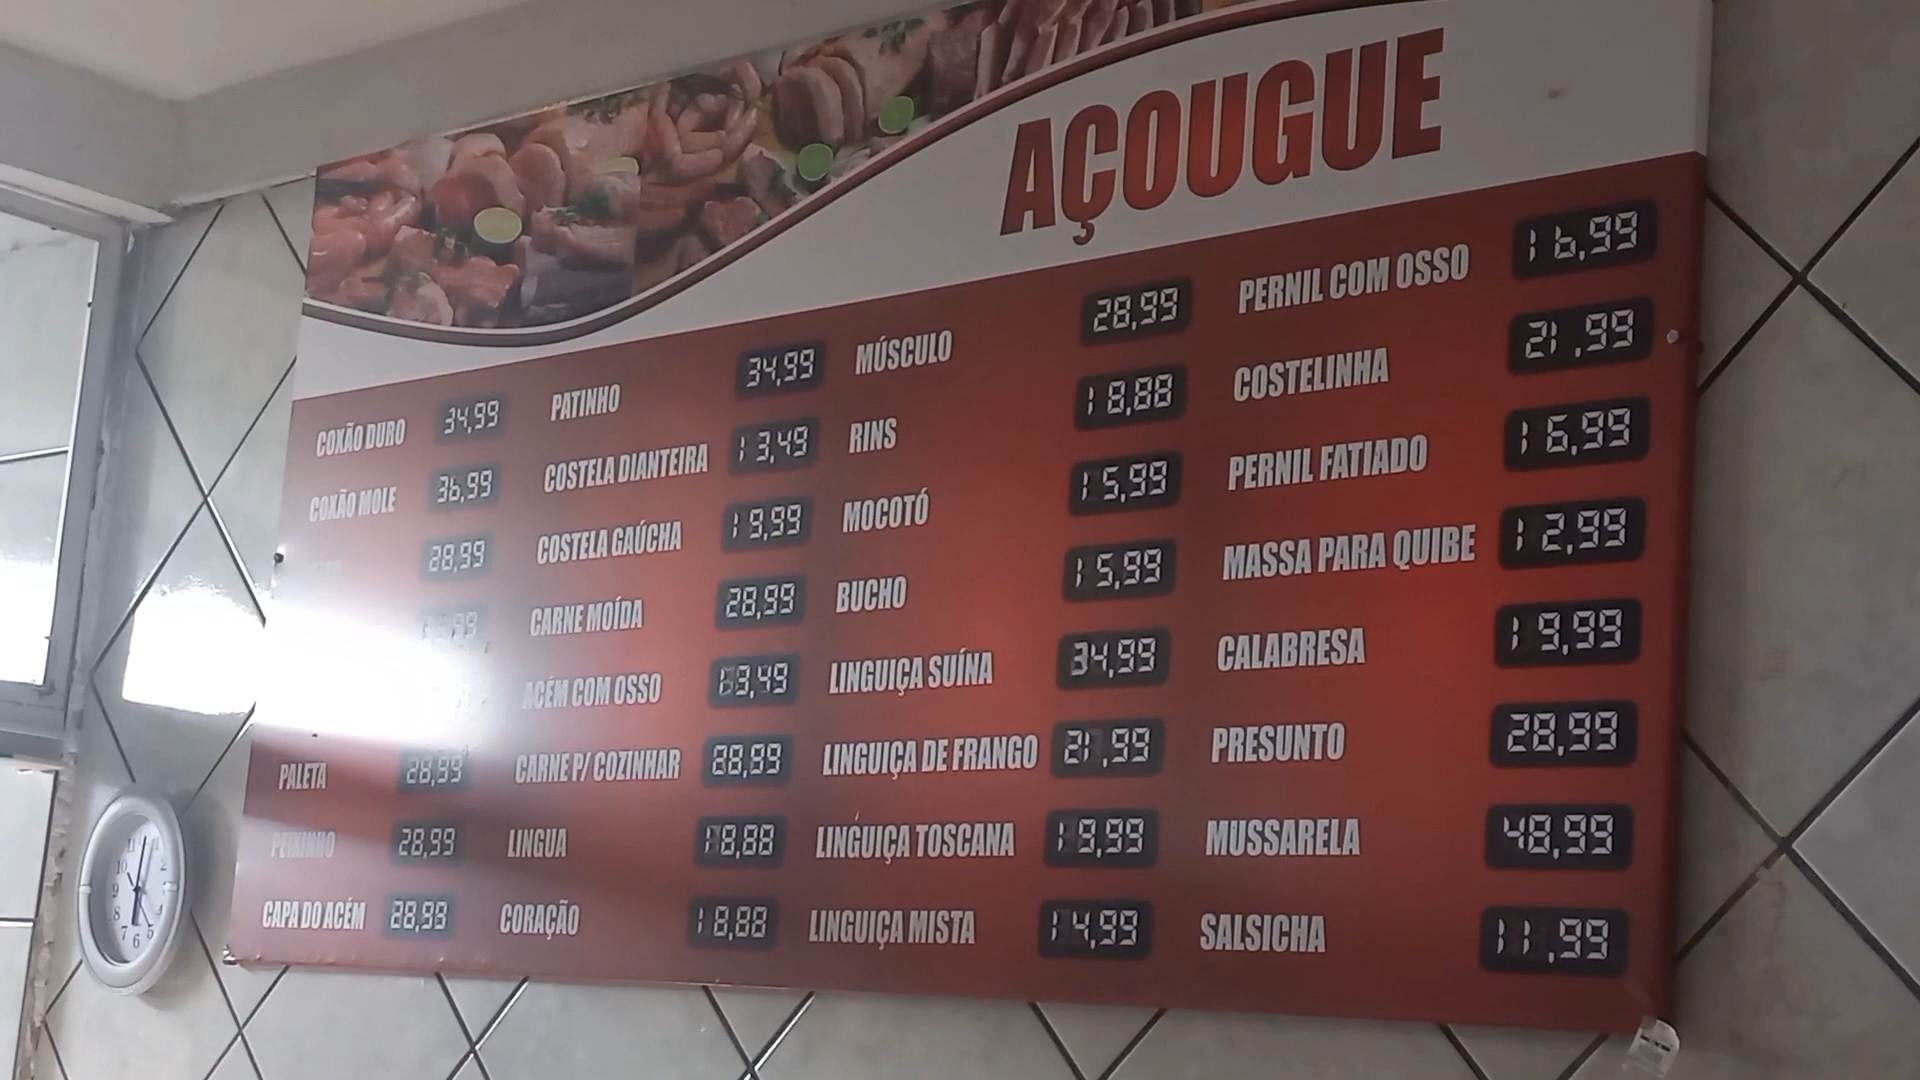 AÇOUGUE
COXÃO DURO 34,99
COXÃO MOLE 36,99
28,99
PALETA 28,99
PEIXINHO 28,99
CAPA DO ACÉM 28,99
PATINHO 34,99
COSTELA DIANTEIRA 13,49
COSTELA GAÚCHA 19,99
CARNE MOÍDA 28,99
ACÉM COM OSSO
CARNE P/ COZINHAR 28,99
LINGUA 18,88
CORAÇÃO 18,88
MÚSCULO 28,99
RINS 18,88
MOCOTÓ 15,99
BUCHO 15,99
LINGUIÇA SUÍNA 34,99
LINGUIÇA DE FRANGO 21,99
LINGUIÇA TOSCANA 19,99
LINGUIÇA MISTA 14,99
PERNIL COM OSSO 16,99
COSTELINHA 21,99
PERNIL FATIADO 16,99
MASSA PARA QUIBE 12,99
CALABRESA 19,99
PRESUNTO 28,99
MUSSARELA 48,99
SALSICHA 11,99